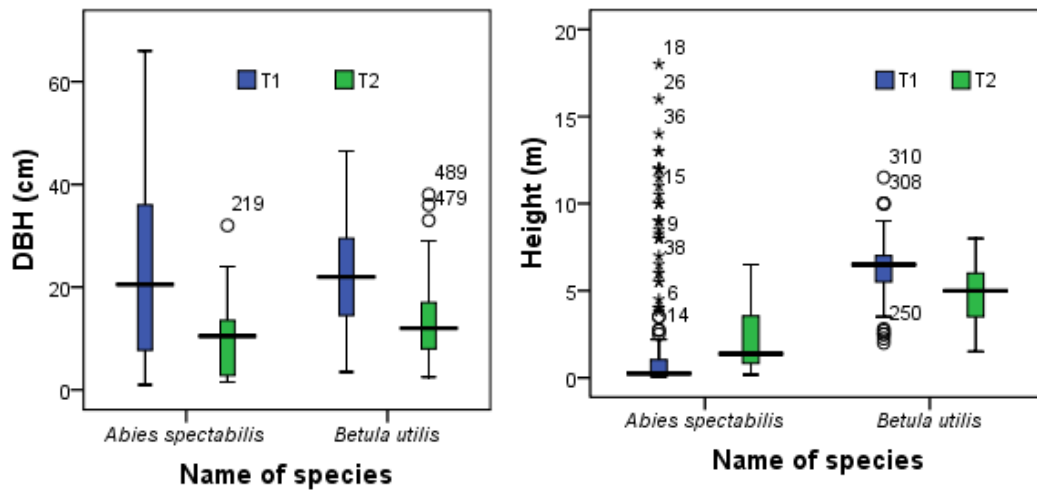 DBH (cm)
60
40
20
0
T1
T2
219
489
479
Abies spectabilis
Betula utilis
Name of species
Height (m)
20
15
10
5
0
T1
T2
18
26
36
15
9
38
6
14
310
308
250
Abies spectabilis
Betula utilis
Name of species